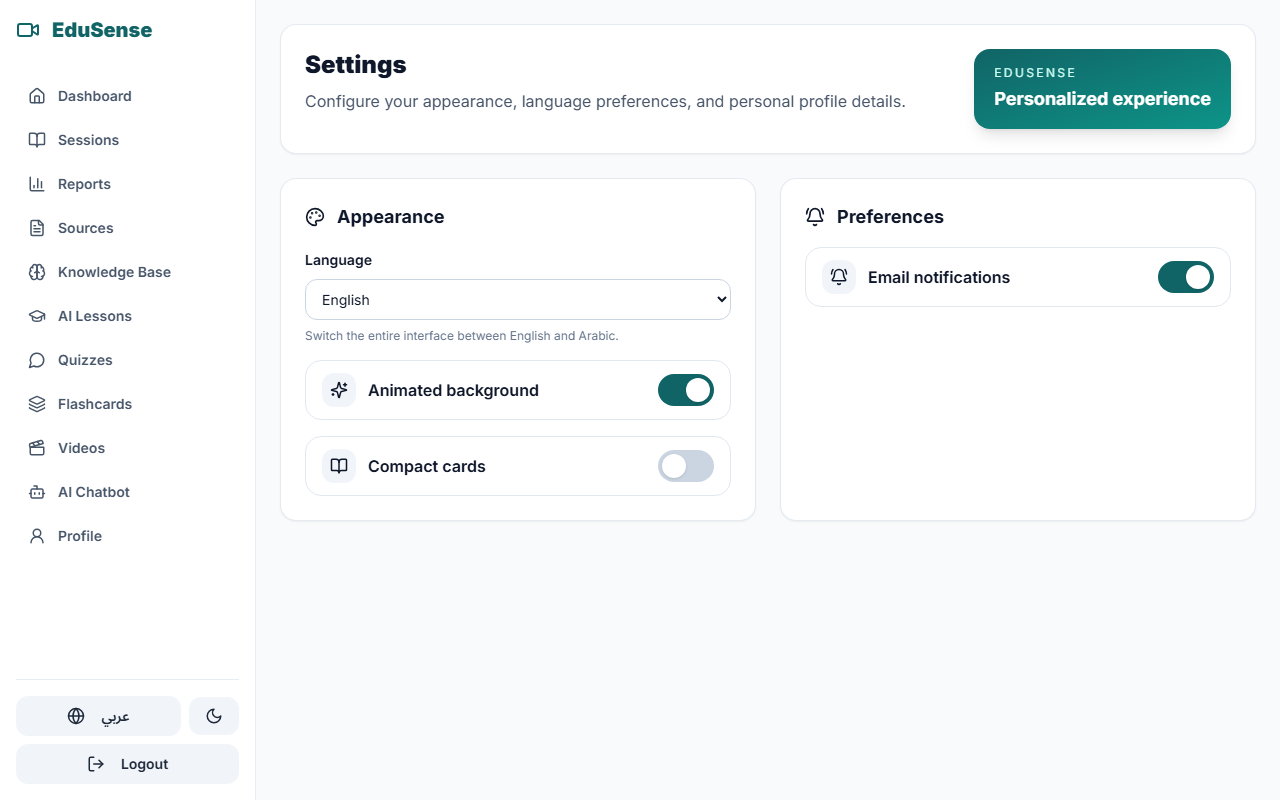 EduSense
Dashboard
Sessions
Reports
Sources
Knowledge Base
AI Lessons
Quizzes
Flashcards
Videos
AI Chatbot
Profile
عربي
Logout
Settings
Configure your appearance, language preferences, and personal profile details.
EDUSENSE
Personalized experience
Appearance
Language
English
Switch the entire interface between English and Arabic.
Animated background
Compact cards
Preferences
Email notifications